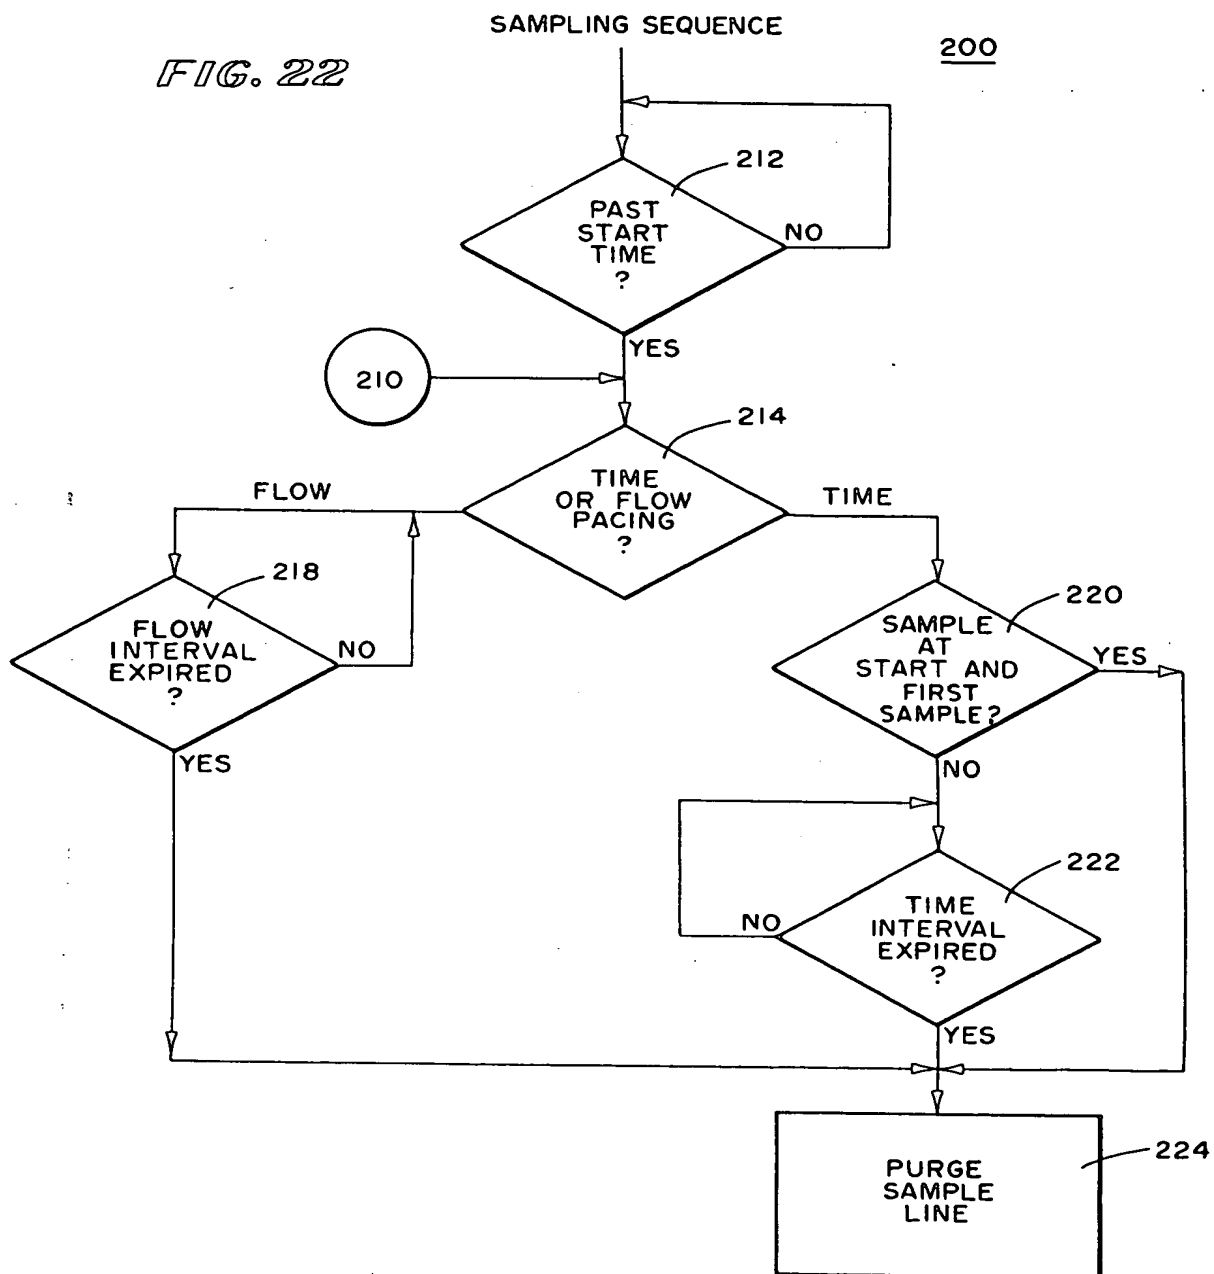 SAMPLING SEQUENCE
200
FIG. 22
212
PAST
START
TIME
?
NO
YES
210
214
TIME
OR FLOW
PACING
?
FLOW
TIME
218
FLOW
INTERVAL
EXPIRED
?
NO
YES
220
SAMPLE
AT
START AND
FIRST
SAMPLE?
YES
NO
222
TIME
INTERVAL
EXPIRED
?
NO
YES
224
PURGE
SAMPLE
LINE